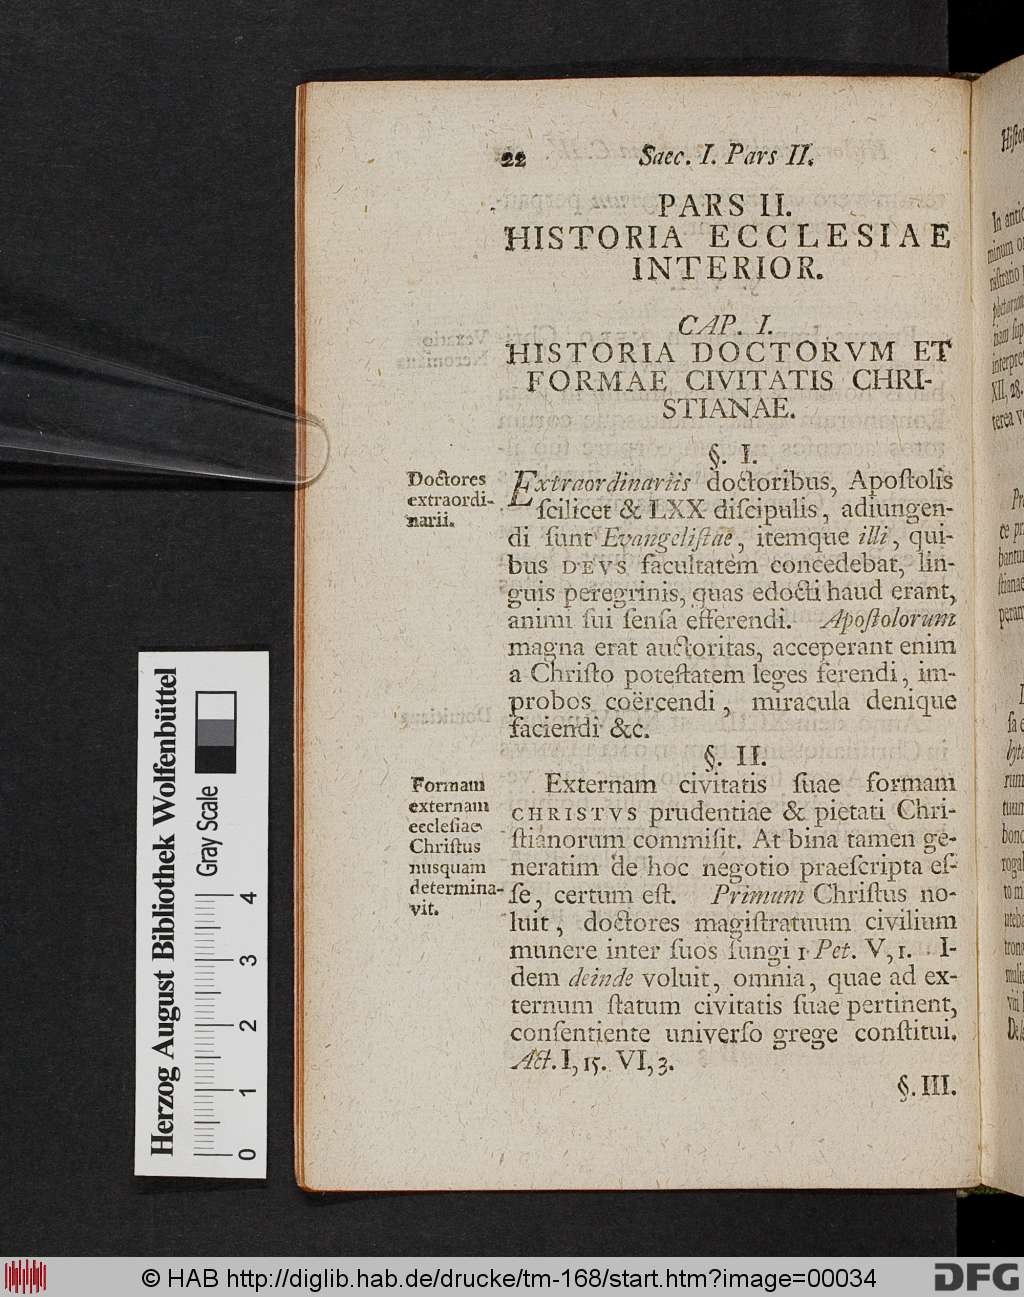 22 Saec. I. Pars II.
PARS II.
HISTORIA ECCLESIAE
INTERIOR.
CAP. I.
HISTORIA DOCTORVM ET
FORMAE CIVITATIS CHRI-
STIANAE.
§. I.
Doctores
extraordi-
narii.
Extraordinariis doctoribus, Apoſtolis
ſcilicet & LXX diſcipulis, adiungen-
di ſunt Evangeliſtae, itemque illi, qui-
bus DEVS facultatem concedebat, lin-
guis peregrinis, quas edocti haud erant,
animi ſui ſenſa efferendi. Apoſtolorum
magna erat auctoritas, acceperant enim
a Chriſto poteſtatem leges ferendi, im-
probos coërcendi, miracula denique
faciendi &c.
§. II.
Formam
externam
eccleſiae
Chriſtus
nusquam
determina-
vit.
Externam civitatis ſuae formam
CHRISTVS prudentiae & pietati Chri-
ſtianorum commiſit. At bina tamen ge-
neratim de hoc negotio praeſcripta eſ-
ſe, certum eſt. Primum Chriſtus no-
luit, doctores magiſtratuum civilium
munere inter ſuos fungi 1 Pet. V, 1. I-
dem deinde voluit, omnia, quae ad ex-
ternum ſtatum civitatis ſuae pertinent,
conſentiente univerſo grege conſtitui.
Act. I, 15. VI, 3.
§. III.
Herzog August Bibliothek Wolfenbüttel
Gray Scale
0 1 2 3 4
© HAB http://diglib.hab.de/drucke/tm-168/start.htm?image=00034
DFG